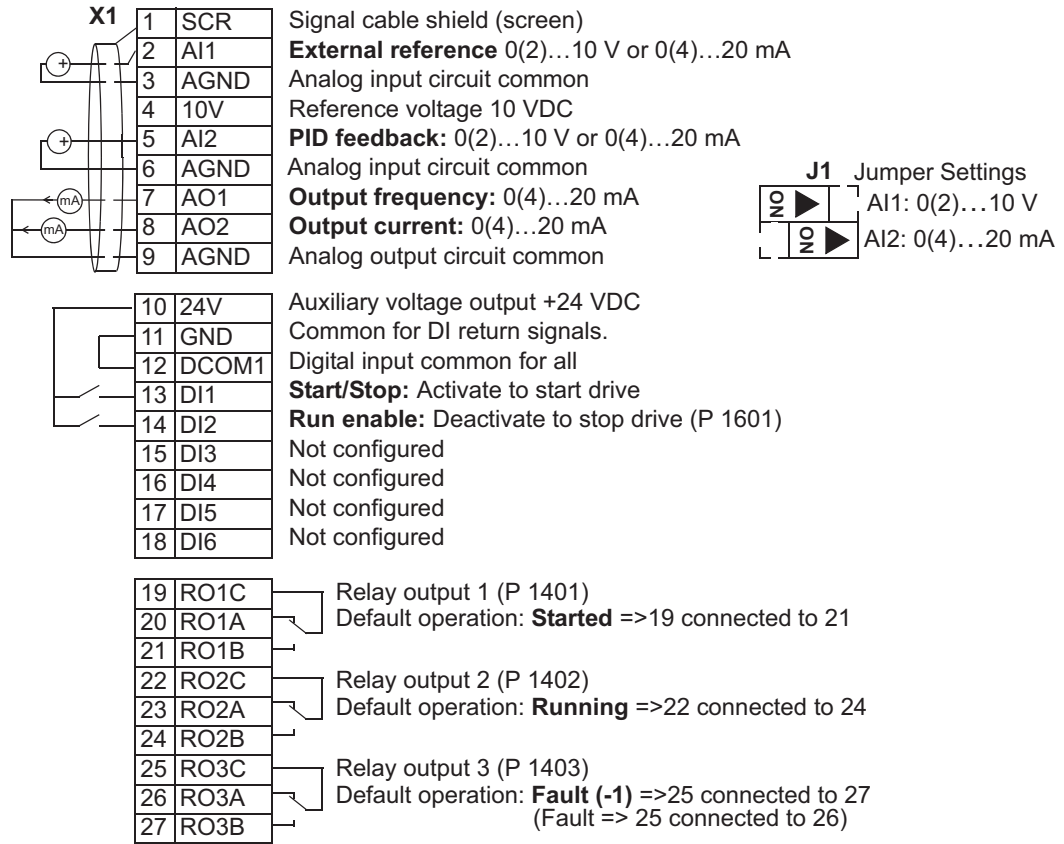 X1
1 SCR Signal cable shield (screen)
2 AI1 External reference 0(2)…10 V or 0(4)…20 mA
3 AGND Analog input circuit common
4 10V Reference voltage 10 VDC
5 AI2 PID feedback: 0(2)…10 V or 0(4)…20 mA
6 AGND Analog input circuit common
7 AO1 Output frequency: 0(4)…20 mA
8 AO2 Output current: 0(4)…20 mA
9 AGND Analog output circuit common
+
+
mA
mA
J1 Jumper Settings
ON AI1: 0(2)…10 V
ON AI2: 0(4)…20 mA
10 24V Auxiliary voltage output +24 VDC
11 GND Common for DI return signals.
12 DCOM1 Digital input common for all
13 DI1 Start/Stop: Activate to start drive
14 DI2 Run enable: Deactivate to stop drive (P 1601)
15 DI3 Not configured
16 DI4 Not configured
17 DI5 Not configured
18 DI6 Not configured
19 RO1C Relay output 1 (P 1401)
20 RO1A Default operation: Started =>19 connected to 21
21 RO1B
22 RO2C Relay output 2 (P 1402)
23 RO2A Default operation: Running =>22 connected to 24
24 RO2B
25 RO3C Relay output 3 (P 1403)
26 RO3A Default operation: Fault (-1) =>25 connected to 27
27 RO3B (Fault => 25 connected to 26)